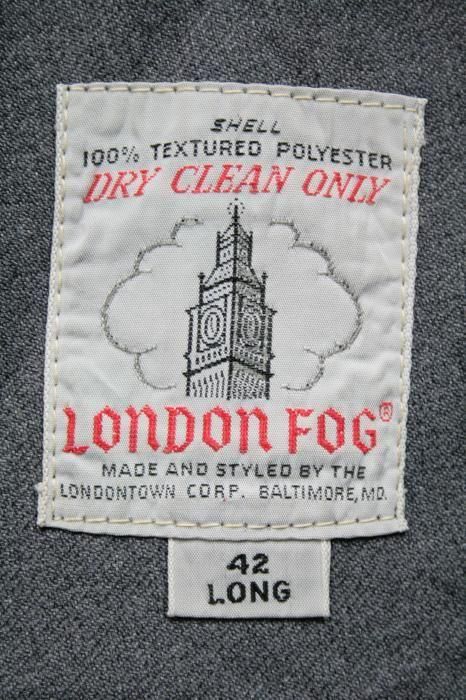 SHELL
100% TEXTURED POLYESTER
DRY CLEAN ONLY
LONDON FOG®
MADE AND STYLED BY THE
LONDONTOWN CORP. BALTIMORE, MD.
42
LONG